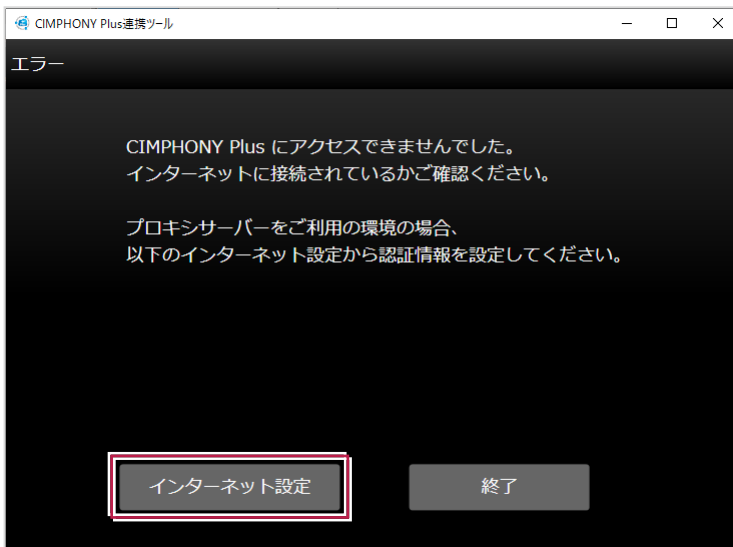 CIMPHONY Plus連携ツール
エラー
CIMPHONY Plus にアクセスできませんでした。
インターネットに接続されているかご確認ください。
プロキシサーバーをご利用の環境の場合、
以下のインターネット設定から認証情報を設定してください。
インターネット設定
終了